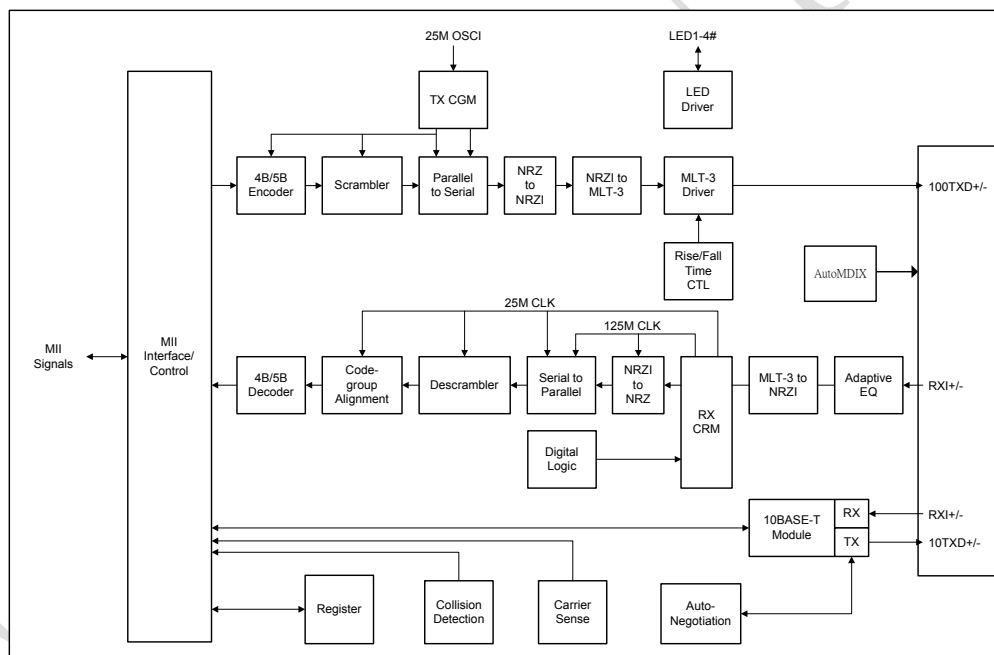 25M OSCI
LED1-4#
TX CGM
LED
Driver
4B/5B
Encoder
Scrambler
Parallel
to Serial
NRZ
to
NRZI
NRZI to
MLT-3
MLT-3
Driver
100TXD+/-
Rise/Fall
Time
CTL
AutoMDIX
25M CLK
125M CLK
MII
Signals
MII
Interface/
Control
4B/5B
Decoder
Code-
group
Alignment
Descrambler
Serial to
Parallel
NRZI
to
NRZ
RX
CRM
MLT-3 to
NRZI
Adaptive
EQ
RXI+/-
Digital
Logic
10BASE-T
Module
RX
TX
RXI+/-
10TXD+/-
Register
Collision
Detection
Carrier
Sense
Auto-
Negotiation